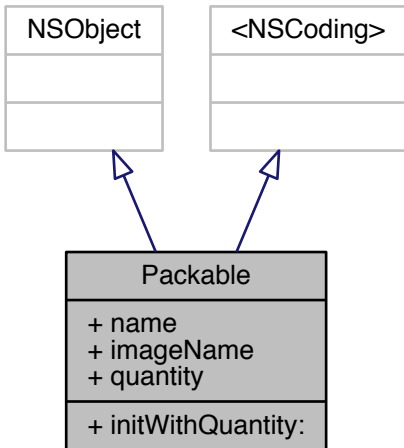 NSObject
<NSCoding>
Packable
+ name
+ imageName
+ quantity
+ initWithQuantity: